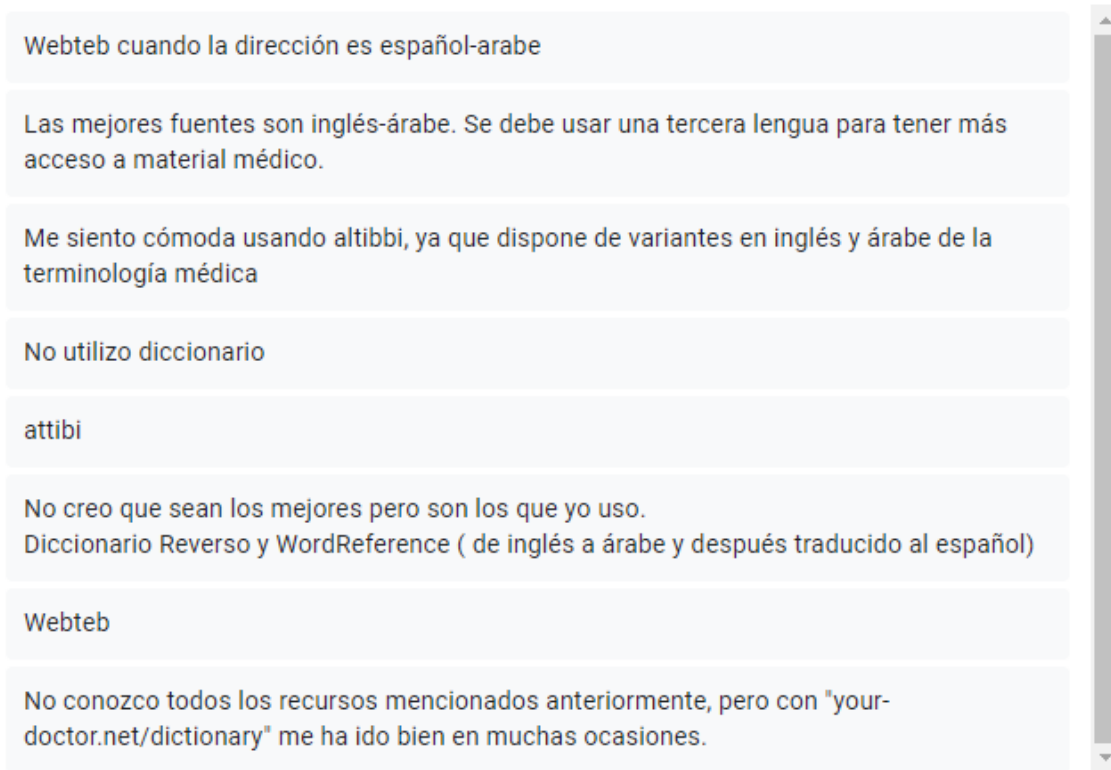 Webteb cuando la dirección es español-arabe
Las mejores fuentes son inglés-árabe. Se debe usar una tercera lengua para tener más
acceso a material médico.
Me siento cómoda usando altibbi, ya que dispone de variantes en inglés y árabe de la
terminología médica
No utilizo diccionario
attibi
No creo que sean los mejores pero son los que yo uso.
Diccionario Reverso y WordReference ( de inglés a árabe y después traducido al español)
Webteb
No conozco todos los recursos mencionados anteriormente, pero con "your-
doctor.net/dictionary" me ha ido bien en muchas ocasiones.